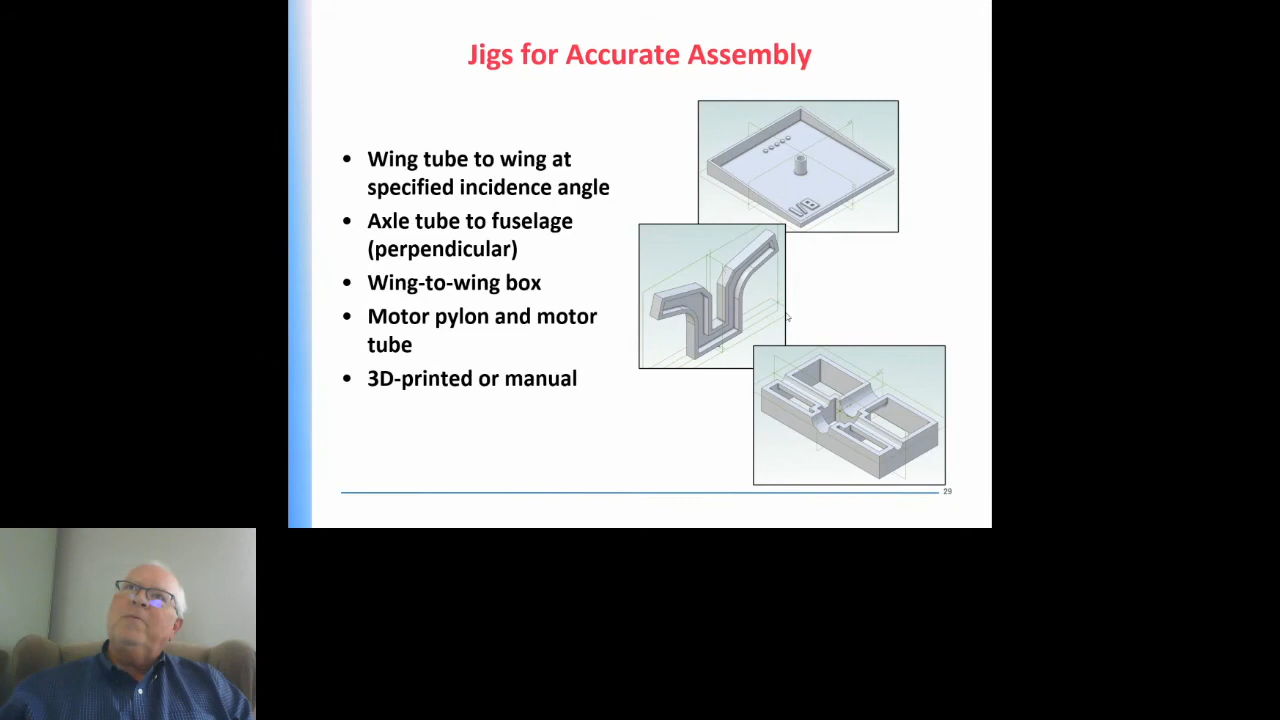 Jigs for Accurate Assembly
• Wing tube to wing at
specified incidence angle
• Axle tube to fuselage
(perpendicular)
• Wing-to-wing box
• Motor pylon and motor
tube
• 3D-printed or manual
I/B
29